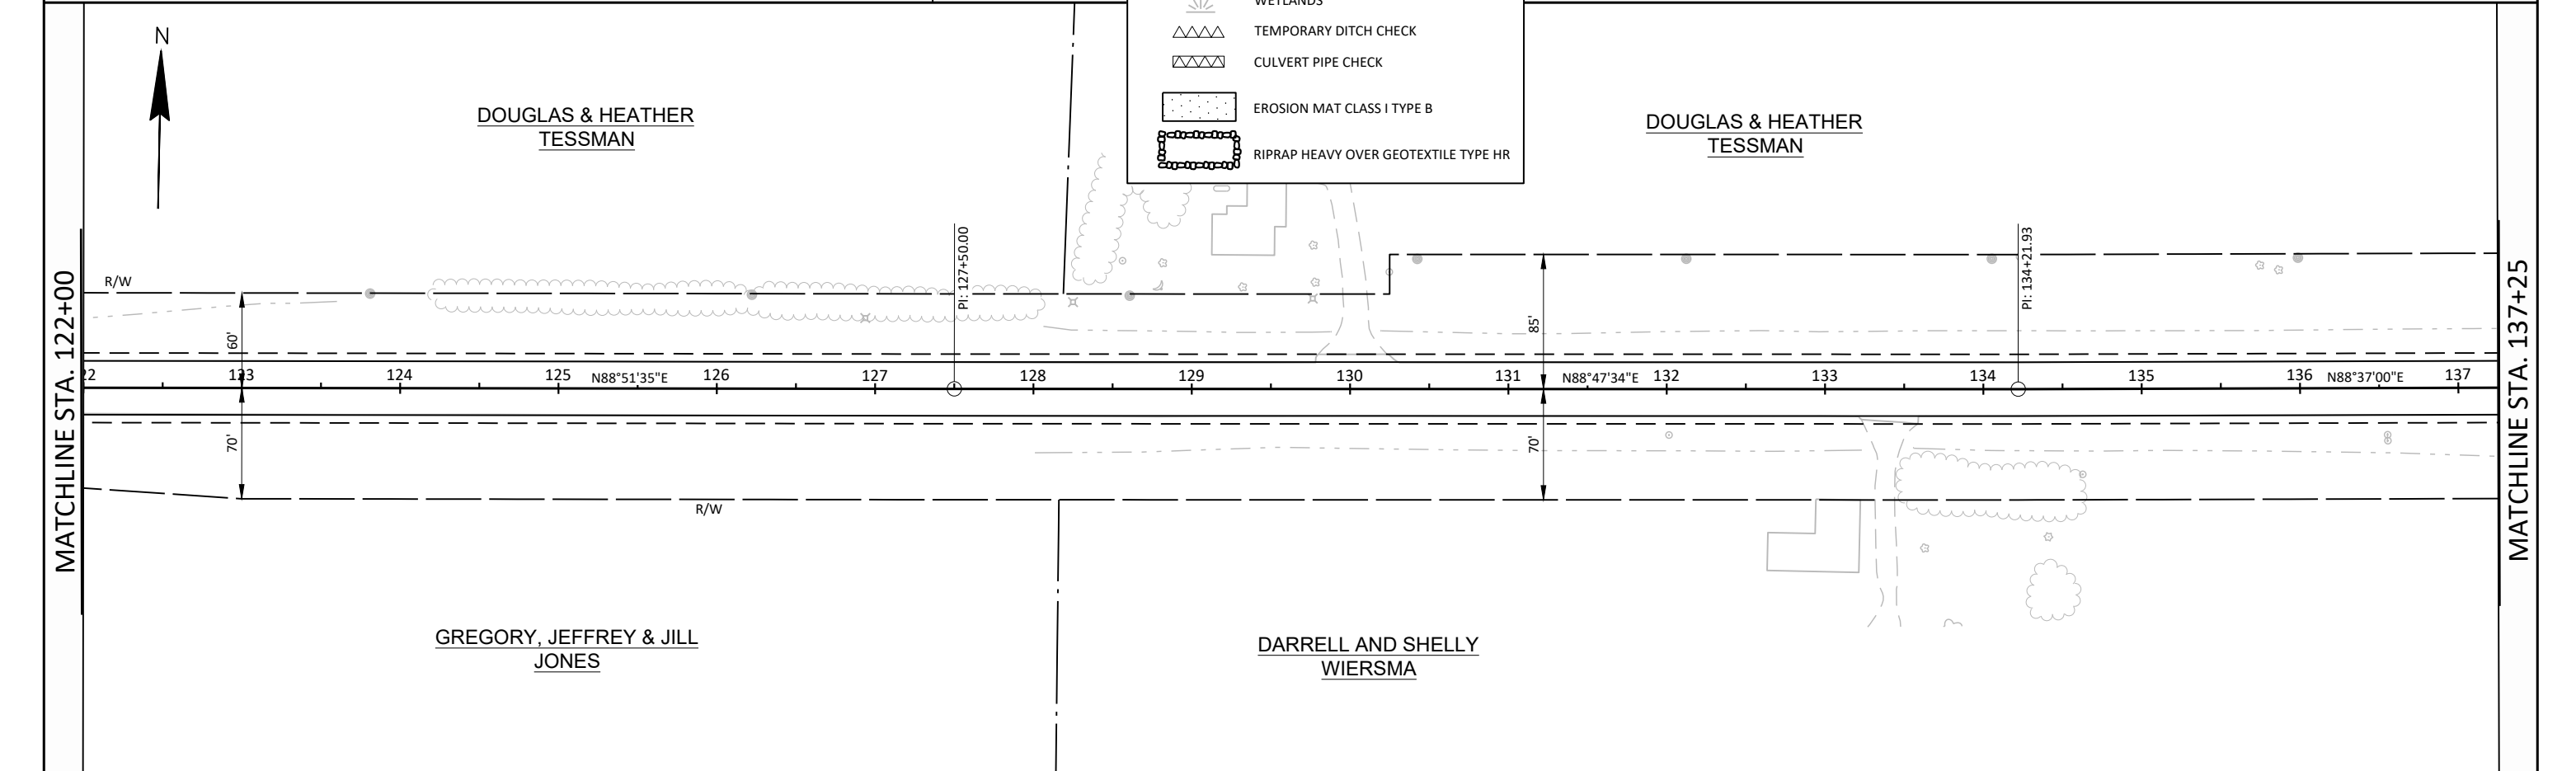 WETLANDS
TEMPORARY DITCH CHECK
CULVERT PIPE CHECK
EROSION MAT CLASS I TYPE B
RIPRAP HEAVY OVER GEOTEXTILE TYPE HR
N
DOUGLAS & HEATHER
TESSMAN
DOUGLAS & HEATHER
TESSMAN
MATCHLINE STA. 122+00
R/W
60'
PI: 127+50.00
85'
PI: 134+21.93
MATCHLINE STA. 137+25
22 123 124 125 N88°51'35"E 126 127 128 129 130 131 N88°47'34"E 132 133 134 135 136 N88°37'00"E 137
70'
70'
R/W
GREGORY, JEFFREY & JILL
JONES
DARRELL AND SHELLY
WIERSMA